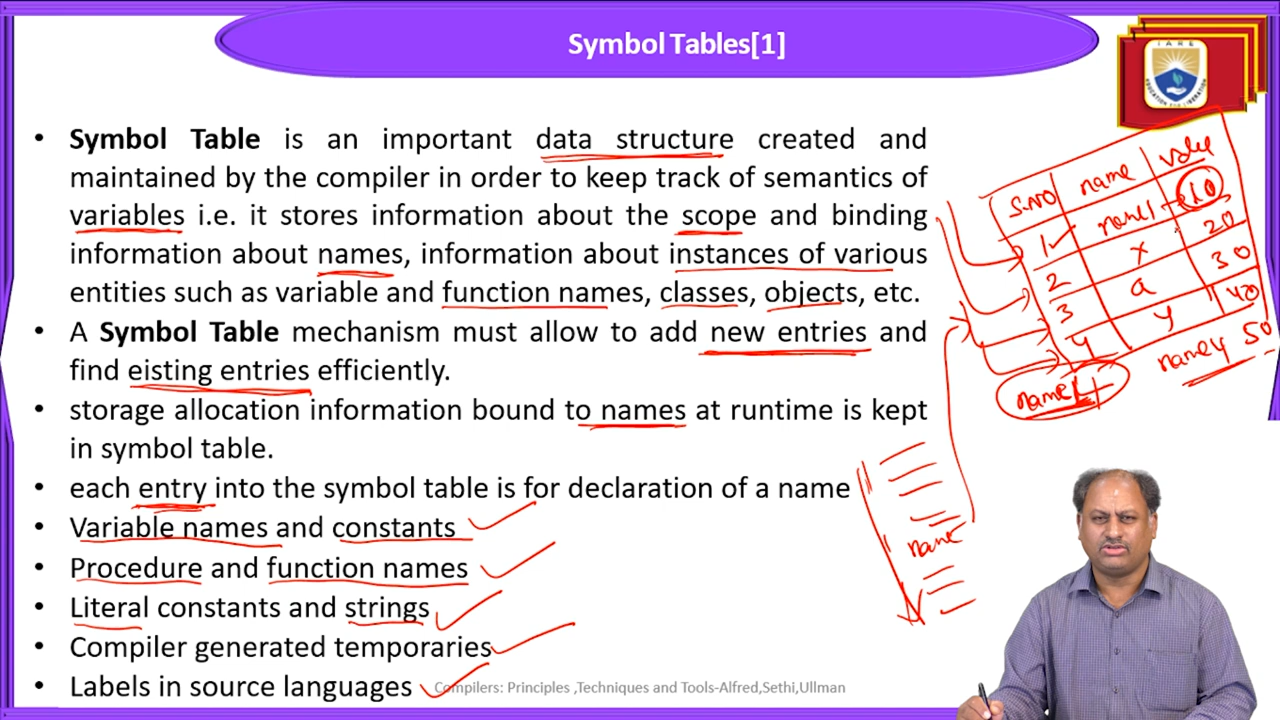 Symbol Tables[1]
IARE
EDUCATION FOR LIBERATION
• Symbol Table is an important data structure created and
maintained by the compiler in order to keep track of semantics of
variables i.e. it stores information about the scope and binding
information about names, information about instances of various
entities such as variable and function names, classes, objects, etc.
• A Symbol Table mechanism must allow to add new entries and
find eisting entries efficiently.
• storage allocation information bound to names at runtime is kept
in symbol table.
• each entry into the symbol table is for declaration of a name
• Variable names and constants
• Procedure and function names
• Literal constants and strings
• Compiler generated temporaries
• Labels in source languages
Compilers: Principles ,Techniques and Tools-Alfred,Sethi,Ullman
S.NO name value
1 name1 10
2 x 20
3 a 30
4 y 40
name4 50
name4
name